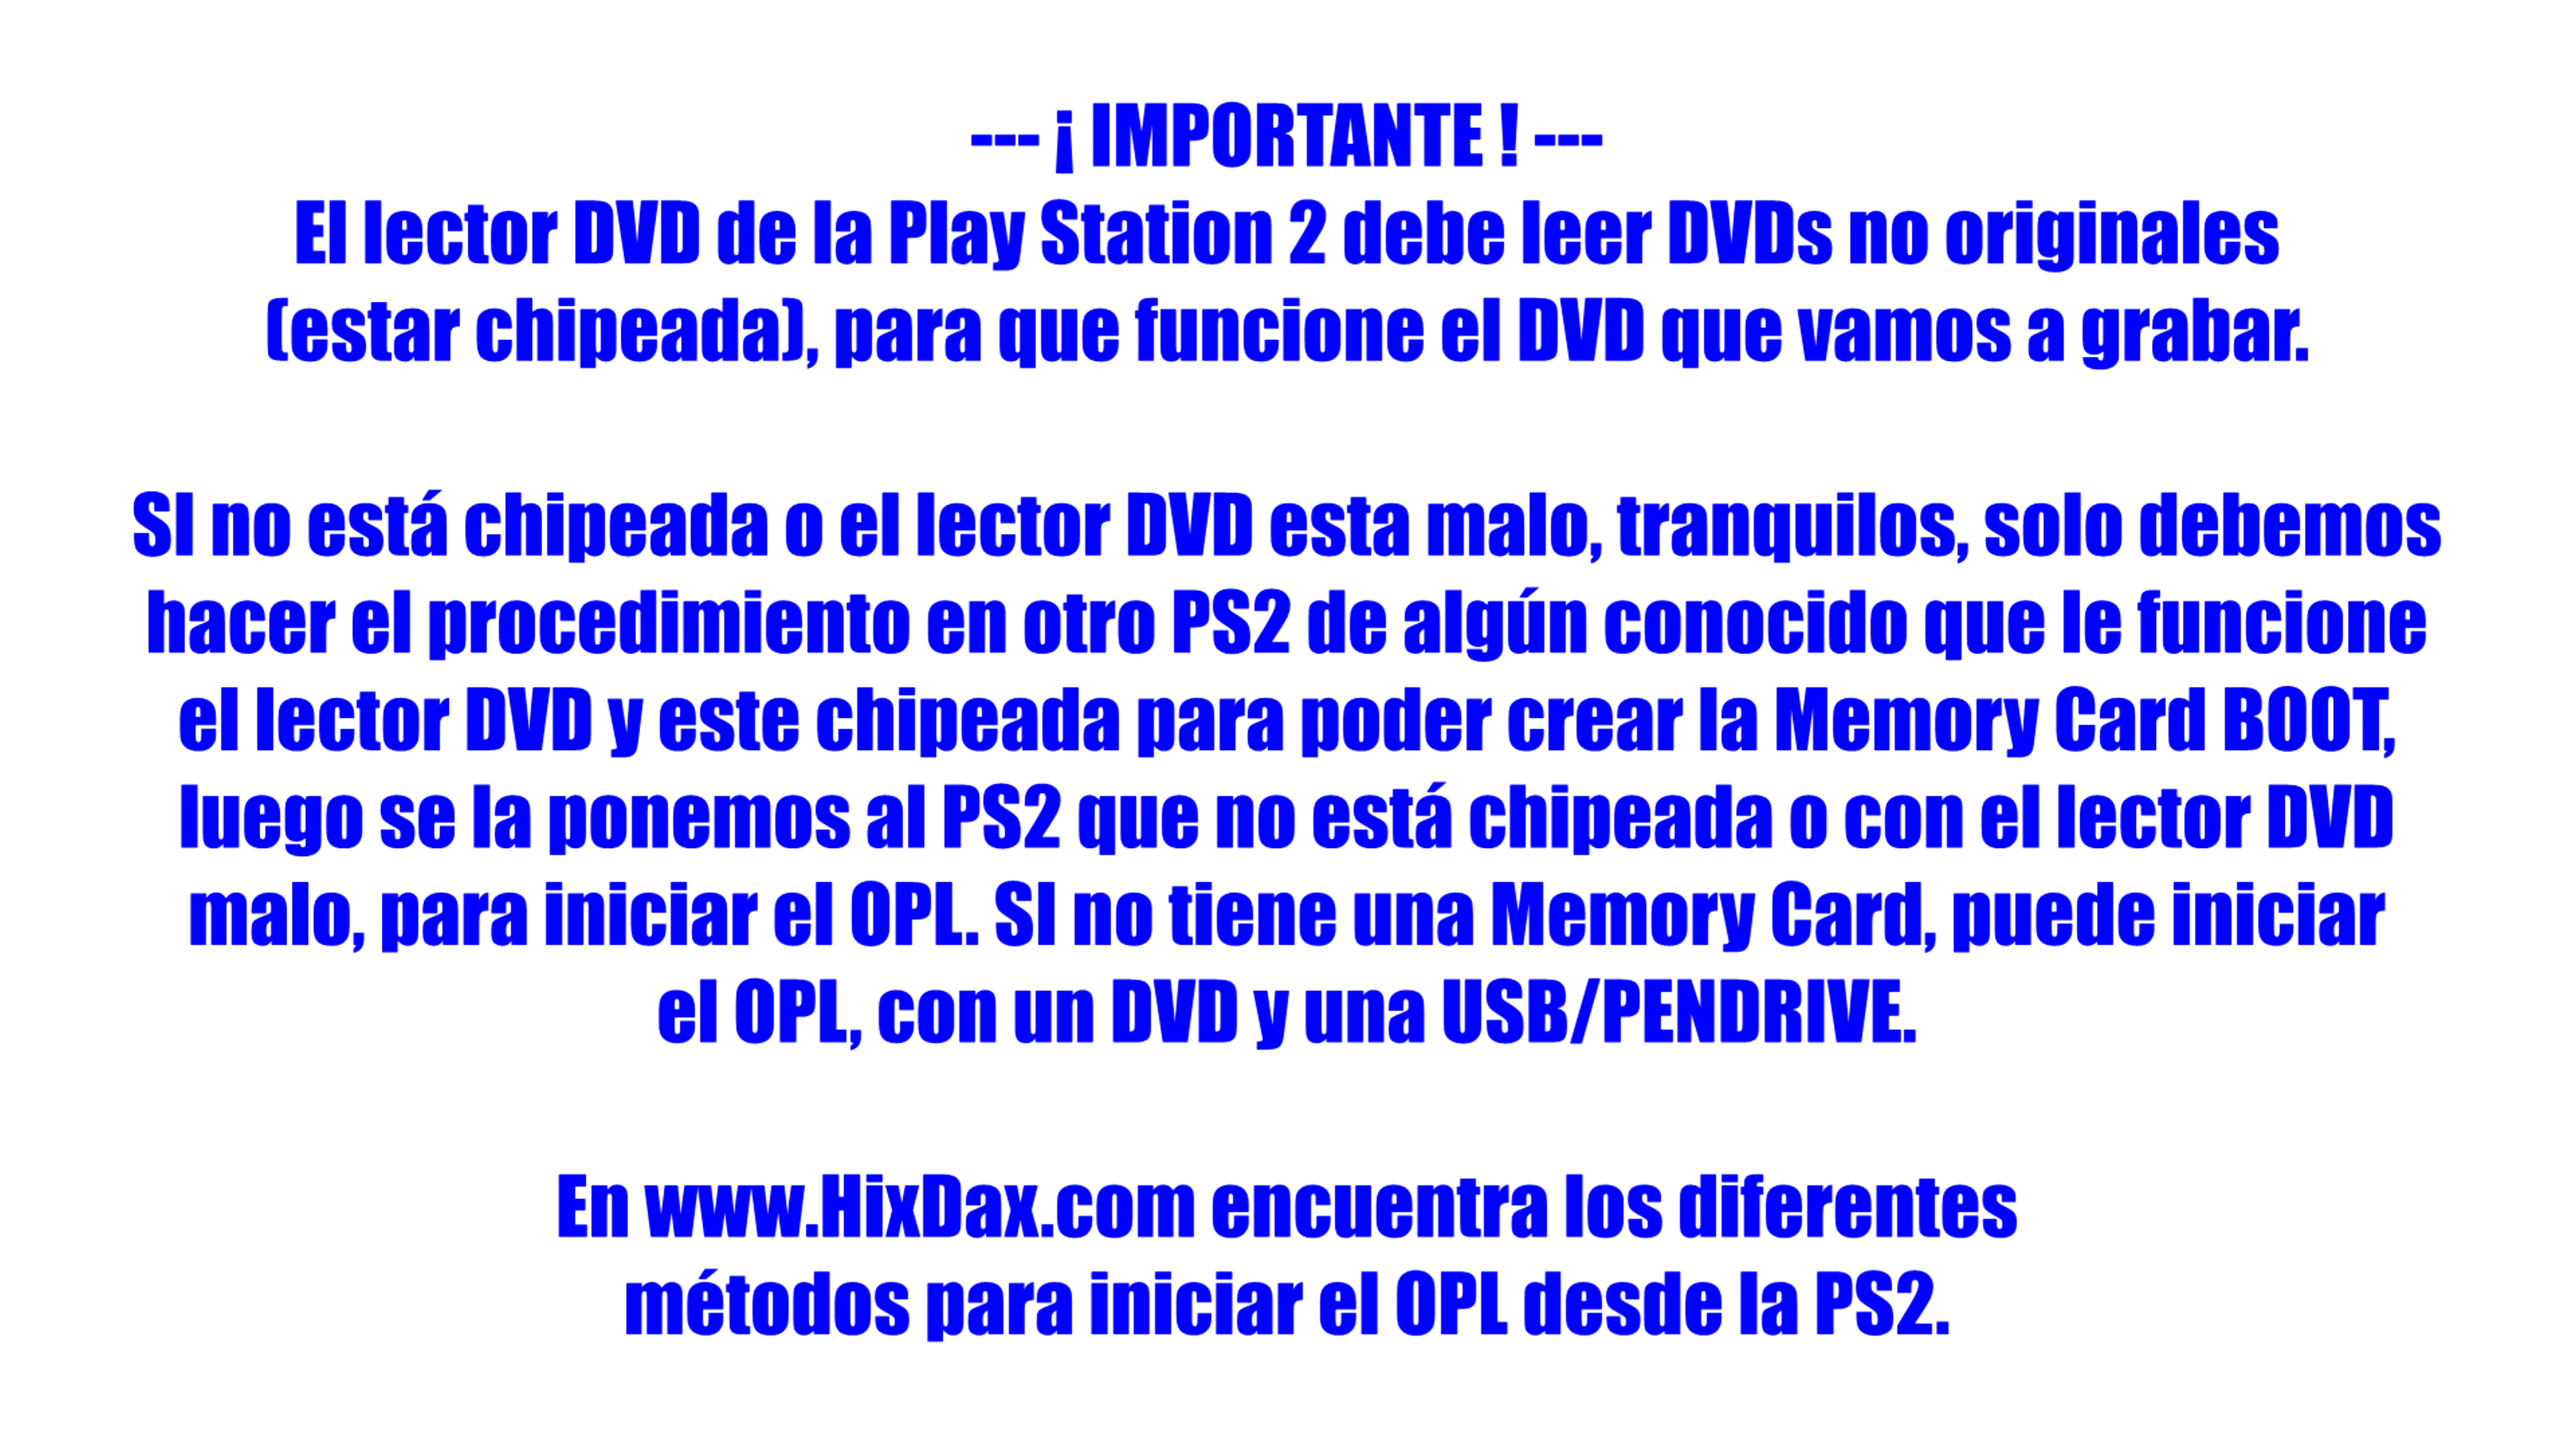 --- ¡ IMPORTANTE ! ---
El lector DVD de la Play Station 2 debe leer DVDs no originales
(estar chipeada), para que funcione el DVD que vamos a grabar.
SI no está chipeada o el lector DVD esta malo, tranquilos, solo debemos
hacer el procedimiento en otro PS2 de algún conocido que le funcione
el lector DVD y este chipeada para poder crear la Memory Card BOOT,
luego se la ponemos al PS2 que no está chipeada o con el lector DVD
malo, para iniciar el OPL. SI no tiene una Memory Card, puede iniciar
el OPL, con un DVD y una USB/PENDRIVE.
En www.HixDax.com encuentra los diferentes
métodos para iniciar el OPL desde la PS2.